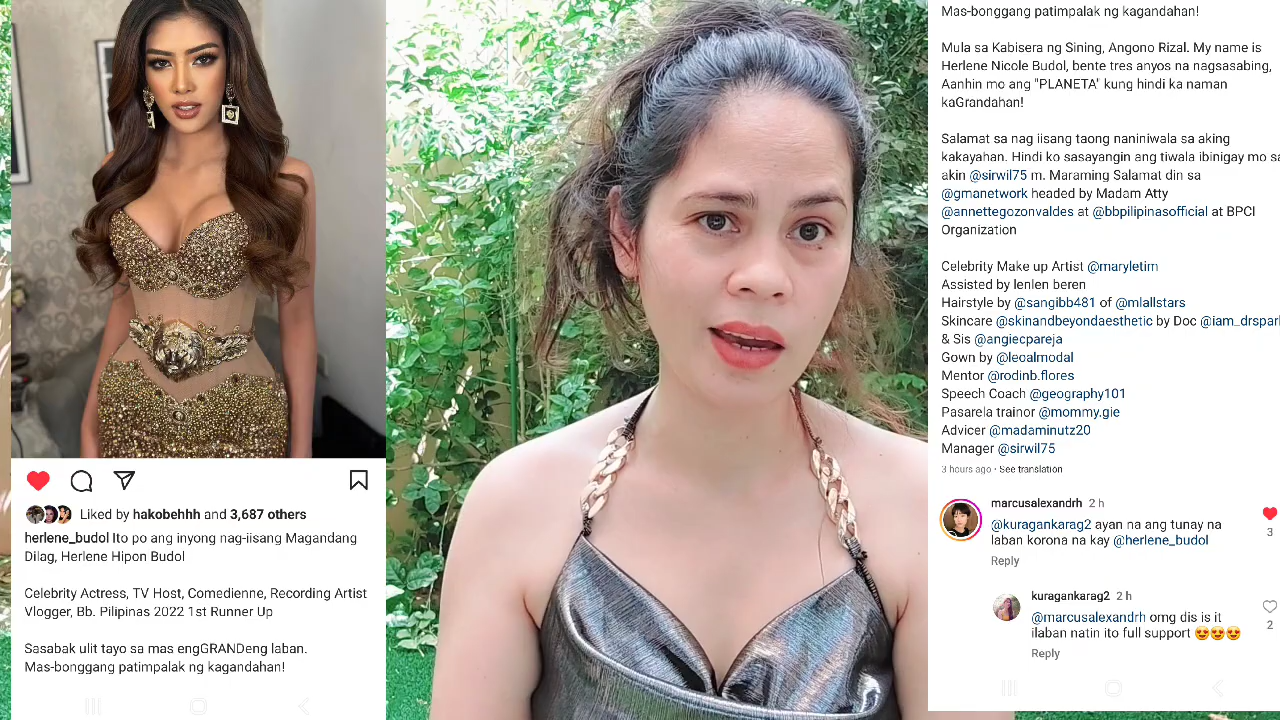 Liked by hakobehhh and 3,687 others
herlene_budol Ito po ang inyong nag-iisang Magandang
Dilag, Herlene Hipon Budol
Celebrity Actress, TV Host, Comedienne, Recording Artist
Vlogger, Bb. Pilipinas 2022 1st Runner Up
Sasabak ulit tayo sa mas engGRANDeng laban.
Mas-bonggang patimpalak ng kagandahan!
Mas-bonggang patimpalak ng kagandahan!
Mula sa Kabisera ng Sining, Angono Rizal. My name is
Herlene Nicole Budol, bente tres anyos na nagsasabing,
Aanhin mo ang "PLANETA" kung hindi ka naman
kaGrandahan!
Salamat sa nag iisang taong naniniwala sa aking
kakayahan. Hindi ko sasayangin ang tiwala ibinigay mo sa
akin @sirwil75 m. Maraming Salamat din sa
@gmanetwork headed by Madam Atty
@annettegozonvaldes at @bbpilipinasofficial at BPCI
Organization
Celebrity Make up Artist @maryletim
Assisted by lenlen beren
Hairstyle by @sangibb481 of @mlallstars
Skincare @skinandbeyondaesthetic by Doc @iam_drspark
& Sis @angiecpareja
Gown by @leoalmodal
Mentor @rodinb.flores
Speech Coach @geography101
Pasarela trainor @mommy.gie
Advicer @madaminutz20
Manager @sirwil75
3 hours ago · See translation
marcusalexandrh 2 h
@kuragankarag2 ayan na ang tunay na
laban korona na kay @herlene_budol
3
Reply
kuragankarag2 2 h
@marcusalexandrh omg dis is it
ilaban natin ito full support 😍😍😍
2
Reply